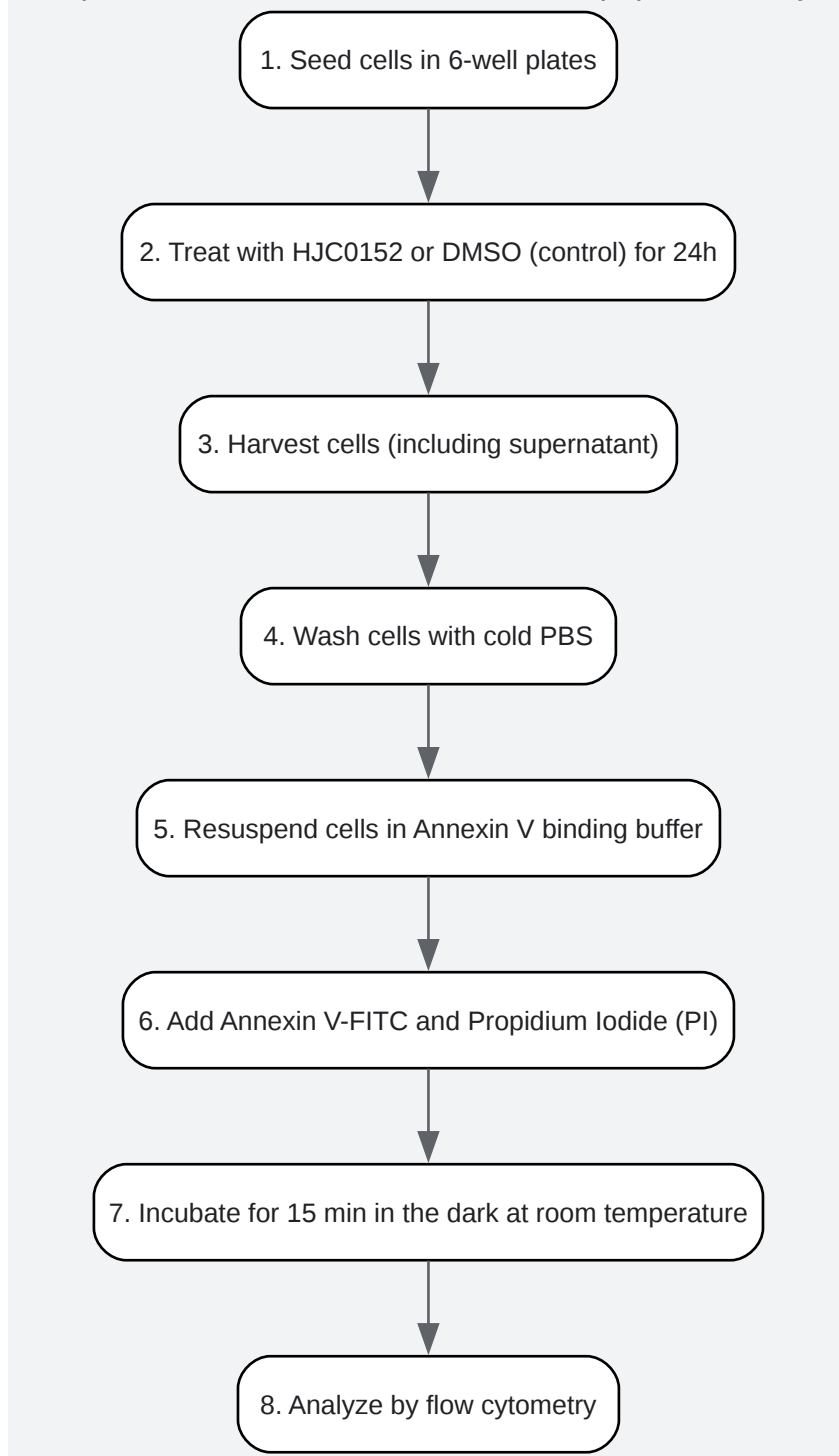 1. Seed cells in 6-well plates
2. Treat with HJC0152 or DMSO (control) for 24h
3. Harvest cells (including supernatant)
4. Wash cells with cold PBS
5. Resuspend cells in Annexin V binding buffer
6. Add Annexin V-FITC and Propidium Iodide (PI)
7. Incubate for 15 min in the dark at room temperature
8. Analyze by flow cytometry